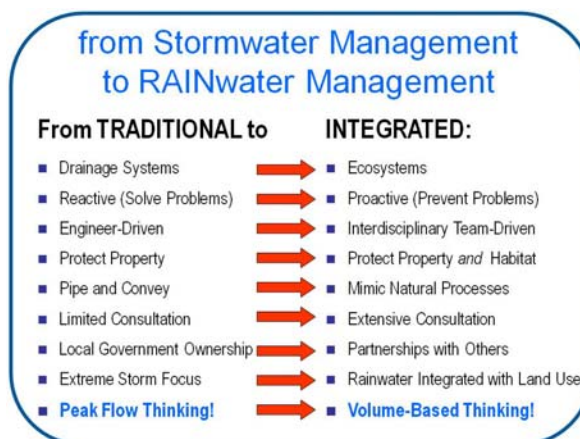 from Stormwater Management
to RAINwater Management
From TRADITIONAL to INTEGRATED:
Drainage Systems Ecosystems
Reactive (Solve Problems) Proactive (Prevent Problems)
Engineer-Driven Interdisciplinary Team-Driven
Protect Property Protect Property and Habitat
Pipe and Convey Mimic Natural Processes
Limited Consultation Extensive Consultation
Local Government Ownership Partnerships with Others
Extreme Storm Focus Rainwater Integrated with Land Use
Peak Flow Thinking! Volume-Based Thinking!